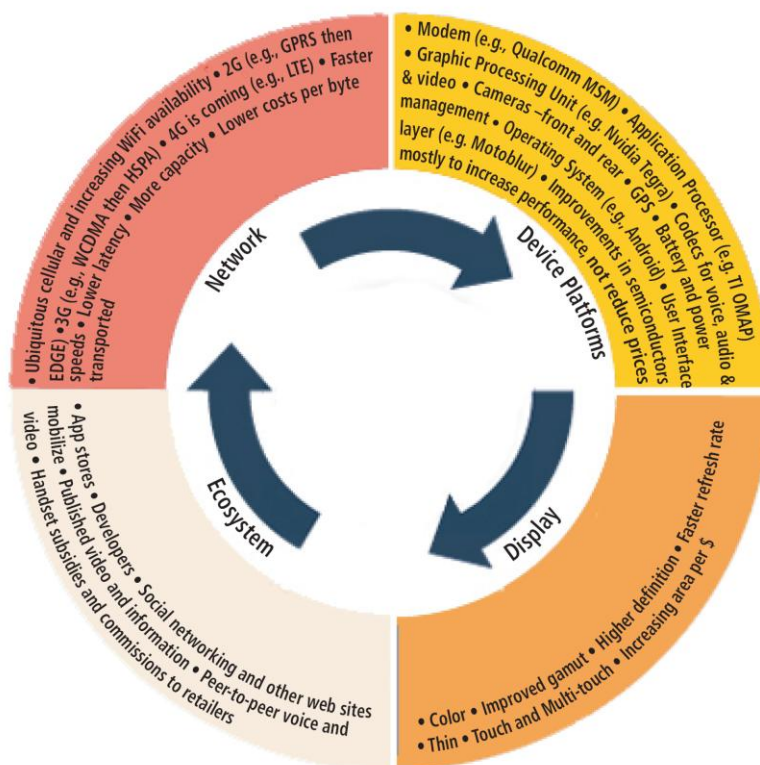 Network
• Ubiquitous cellular and increasing WiFi availability • 2G (e.g., GPRS then
EDGE) •3G (e.g., WCDMA then HSPA) • 4G is coming (e.g., LTE) • Faster
speeds • Lower latency • More capacity • Lower costs per byte
transported
Device Platforms
• Modem (e.g., Qualcomm MSM) • Application Processor (e.g, TI OMAP)
• Graphic Processing Unit (e.g. Nvidia Tegra) • Codecs for voice, audio &
& video • Cameras –front and rear • GPS • Battery and power
management • Operating System (e.g., Android) • User Interface
layer (e.g. Motoblur) • Improvements in semiconductors
mostly to increase performance, not reduce prices
Display
• Color • Improved gamut • Higher definition • Faster refresh rate
• Thin • Touch and Multi-touch • Increasing area per $
Ecosystem
• App stores • Developers • Social networking and other web sites
mobilize • Published video and information • Peer-to-peer voice and
video • Handset subsidies and commissions to retailers